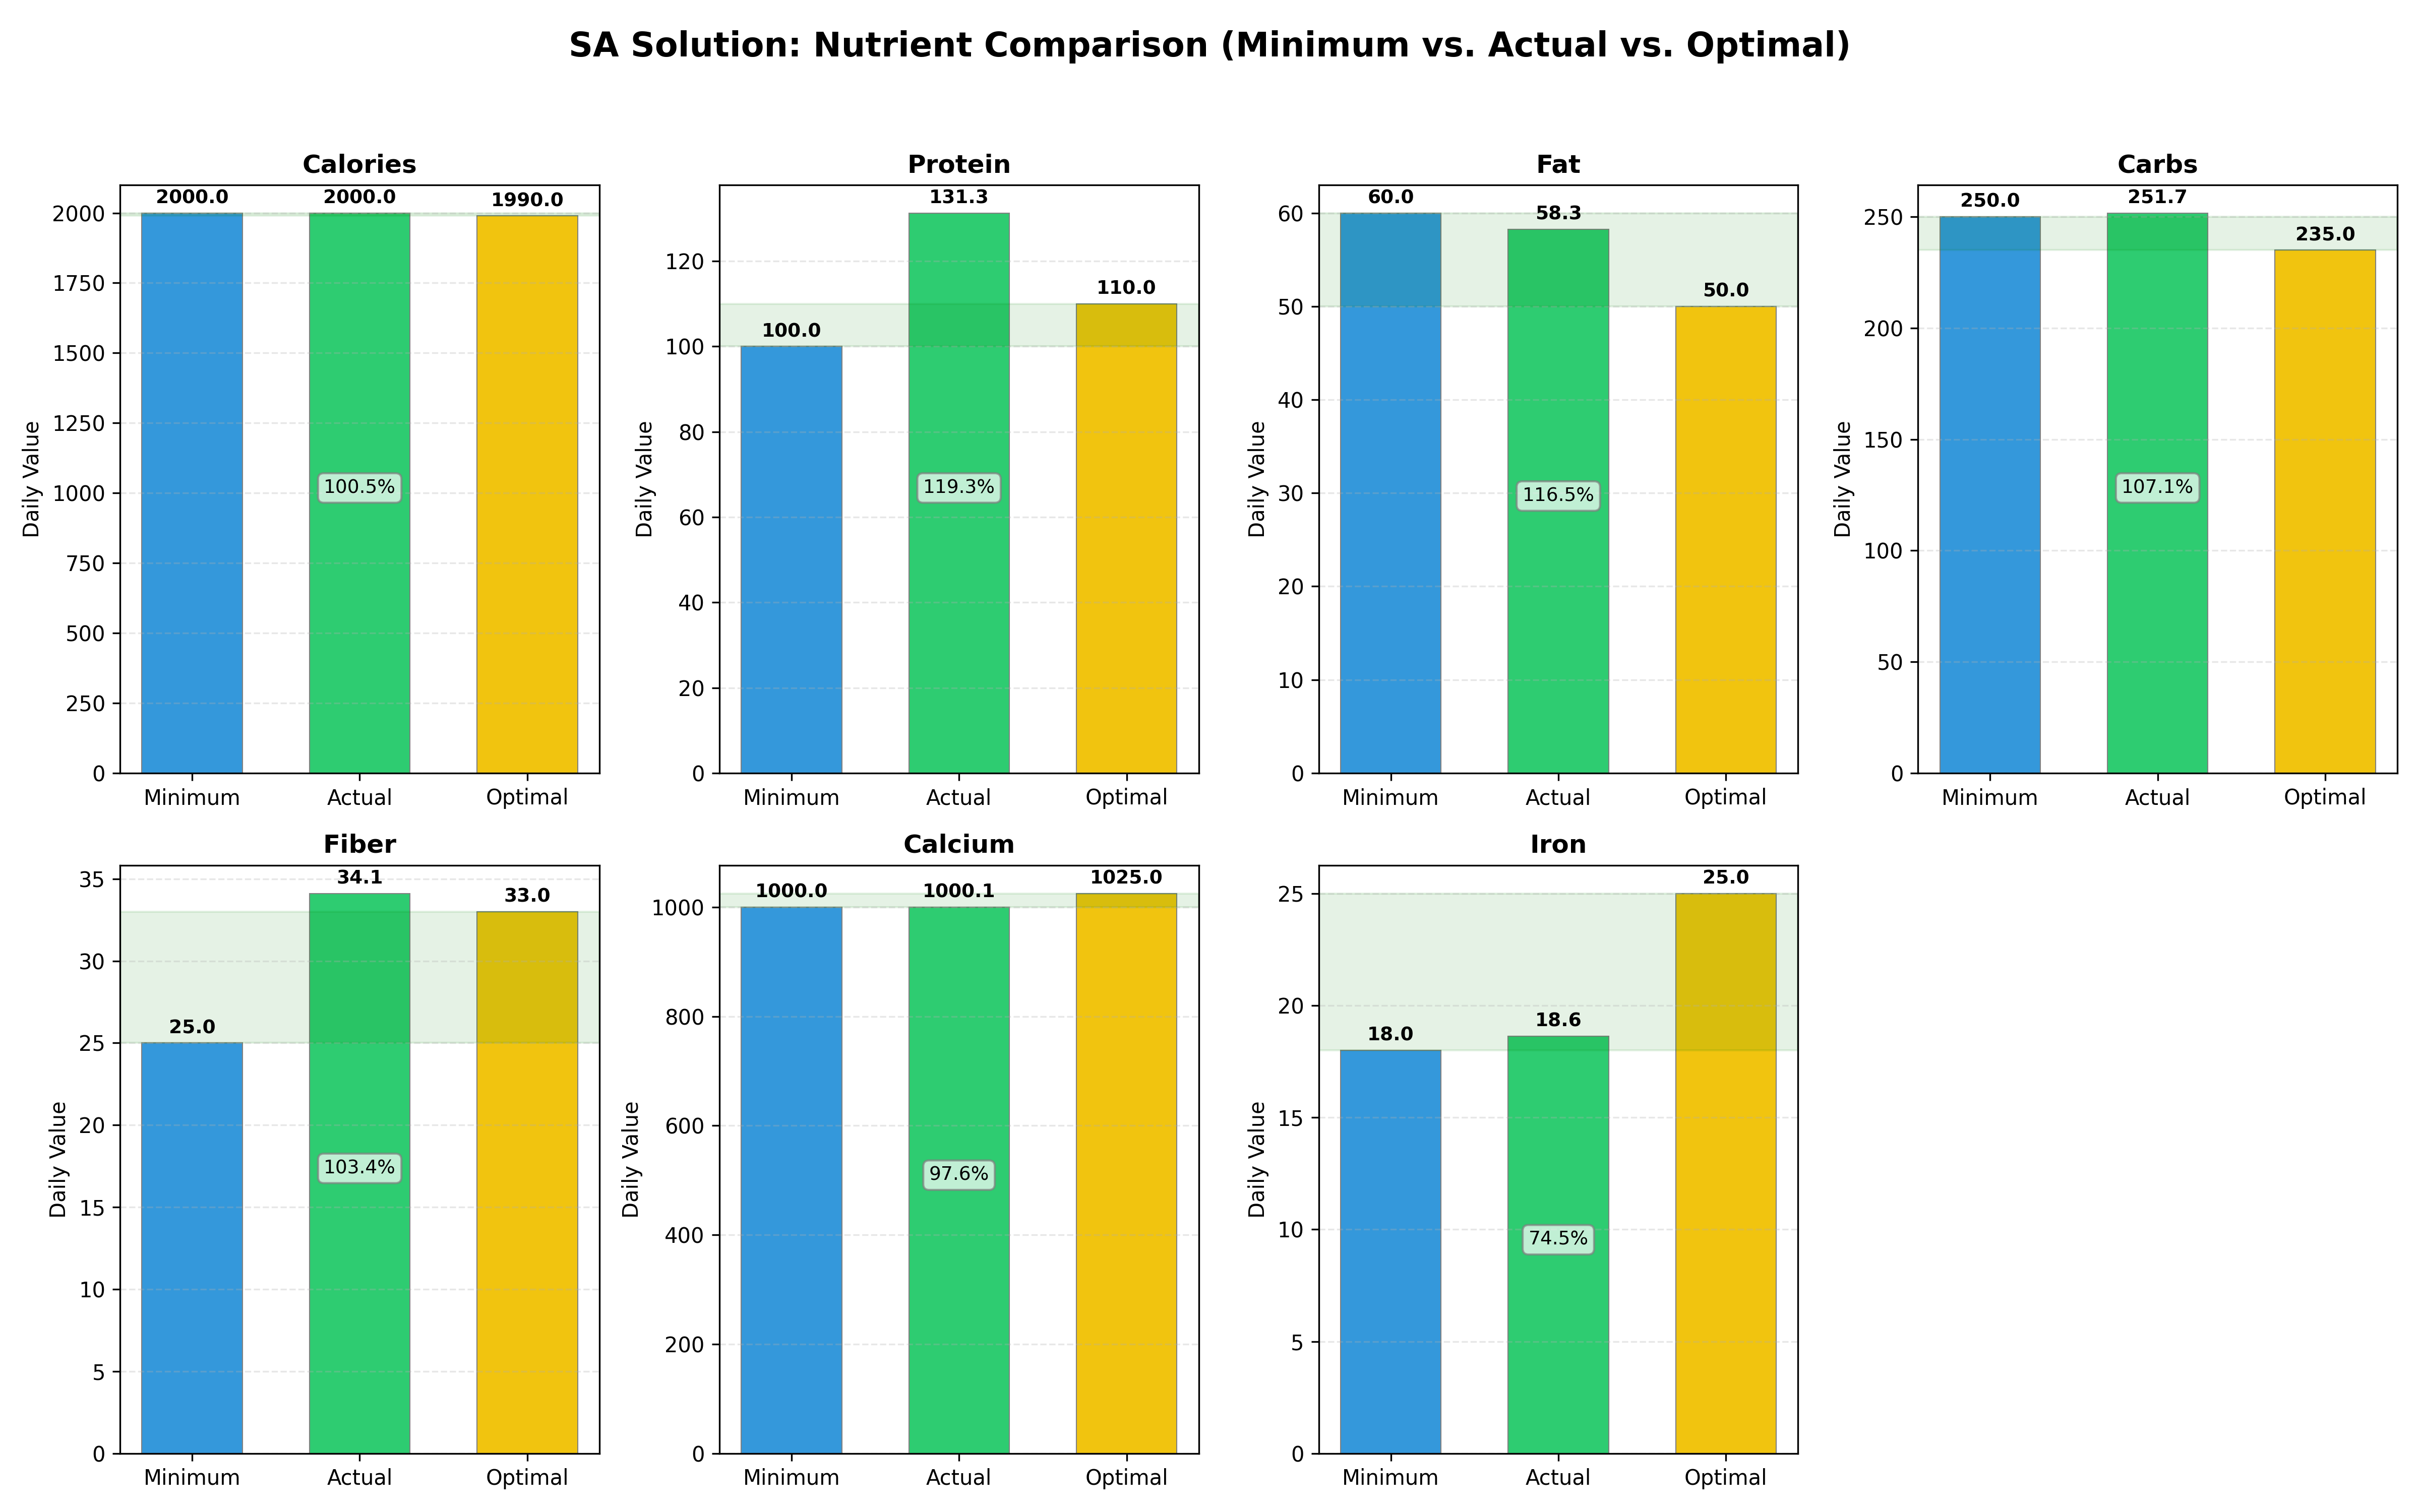 SA Solution: Nutrient Comparison (Minimum vs. Actual vs. Optimal)
Calories
Daily Value
2000
1750
1500
1250
1000
750
500
250
0
2000.0
2000.0
1990.0
100.5%
Minimum
Actual
Optimal
Protein
Daily Value
120
100
80
60
40
20
0
100.0
131.3
110.0
119.3%
Minimum
Actual
Optimal
Fat
Daily Value
60
50
40
30
20
10
0
60.0
58.3
50.0
116.5%
Minimum
Actual
Optimal
Carbs
Daily Value
250
200
150
100
50
0
250.0
251.7
235.0
107.1%
Minimum
Actual
Optimal
Fiber
Daily Value
35
30
25
20
15
10
5
0
25.0
34.1
33.0
103.4%
Minimum
Actual
Optimal
Calcium
Daily Value
1000
800
600
400
200
0
1000.0
1000.1
1025.0
97.6%
Minimum
Actual
Optimal
Iron
Daily Value
25
20
15
10
5
0
18.0
18.6
25.0
74.5%
Minimum
Actual
Optimal